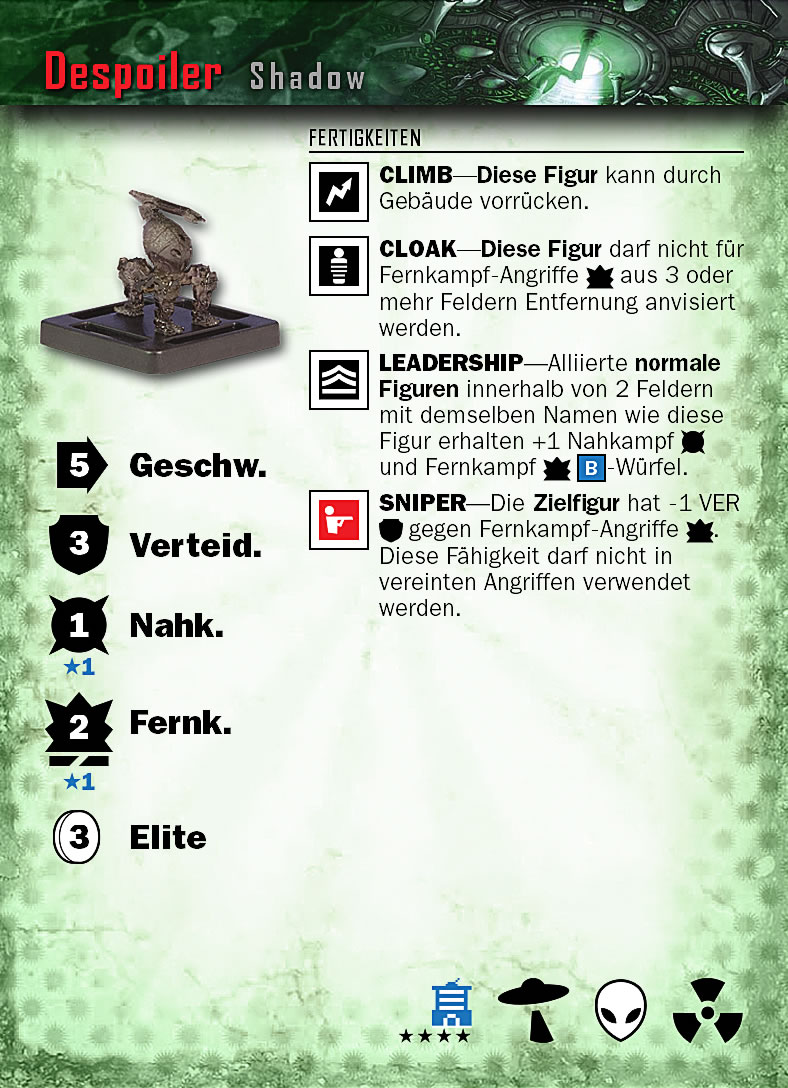 Despoiler Shadow
FERTIGKEITEN
CLIMB—Diese Figur kann durch
Gebäude vorrücken.
CLOAK—Diese Figur darf nicht für
Fernkampf-Angriffe aus 3 oder
mehr Feldern Entfernung anvisiert
werden.
LEADERSHIP—Alliierte normale
Figuren innerhalb von 2 Feldern
mit demselben Namen wie diese
Figur erhalten +1 Nahkampf
und Fernkampf B-Würfel.
SNIPER—Die Zielfigur hat -1 VER
gegen Fernkampf-Angriffe .
Diese Fähigkeit darf nicht in
vereinten Angriffen verwendet
werden.
5 Geschw.
3 Verteid.
1 Nahk.
★1
2 Fernk.
★1
3 Elite
★★★★